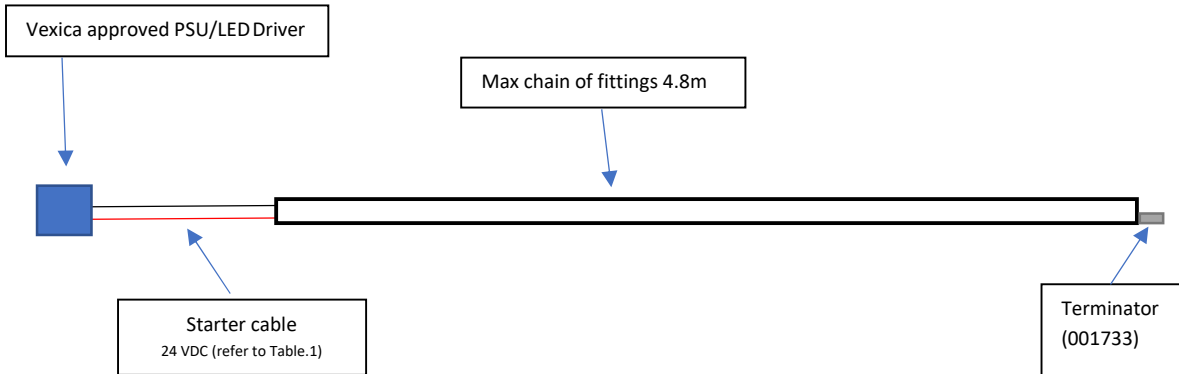 Vexica approved PSU/LED Driver
Max chain of fittings 4.8m
Starter cable
24 VDC (refer to Table.1)
Terminator
(001733)